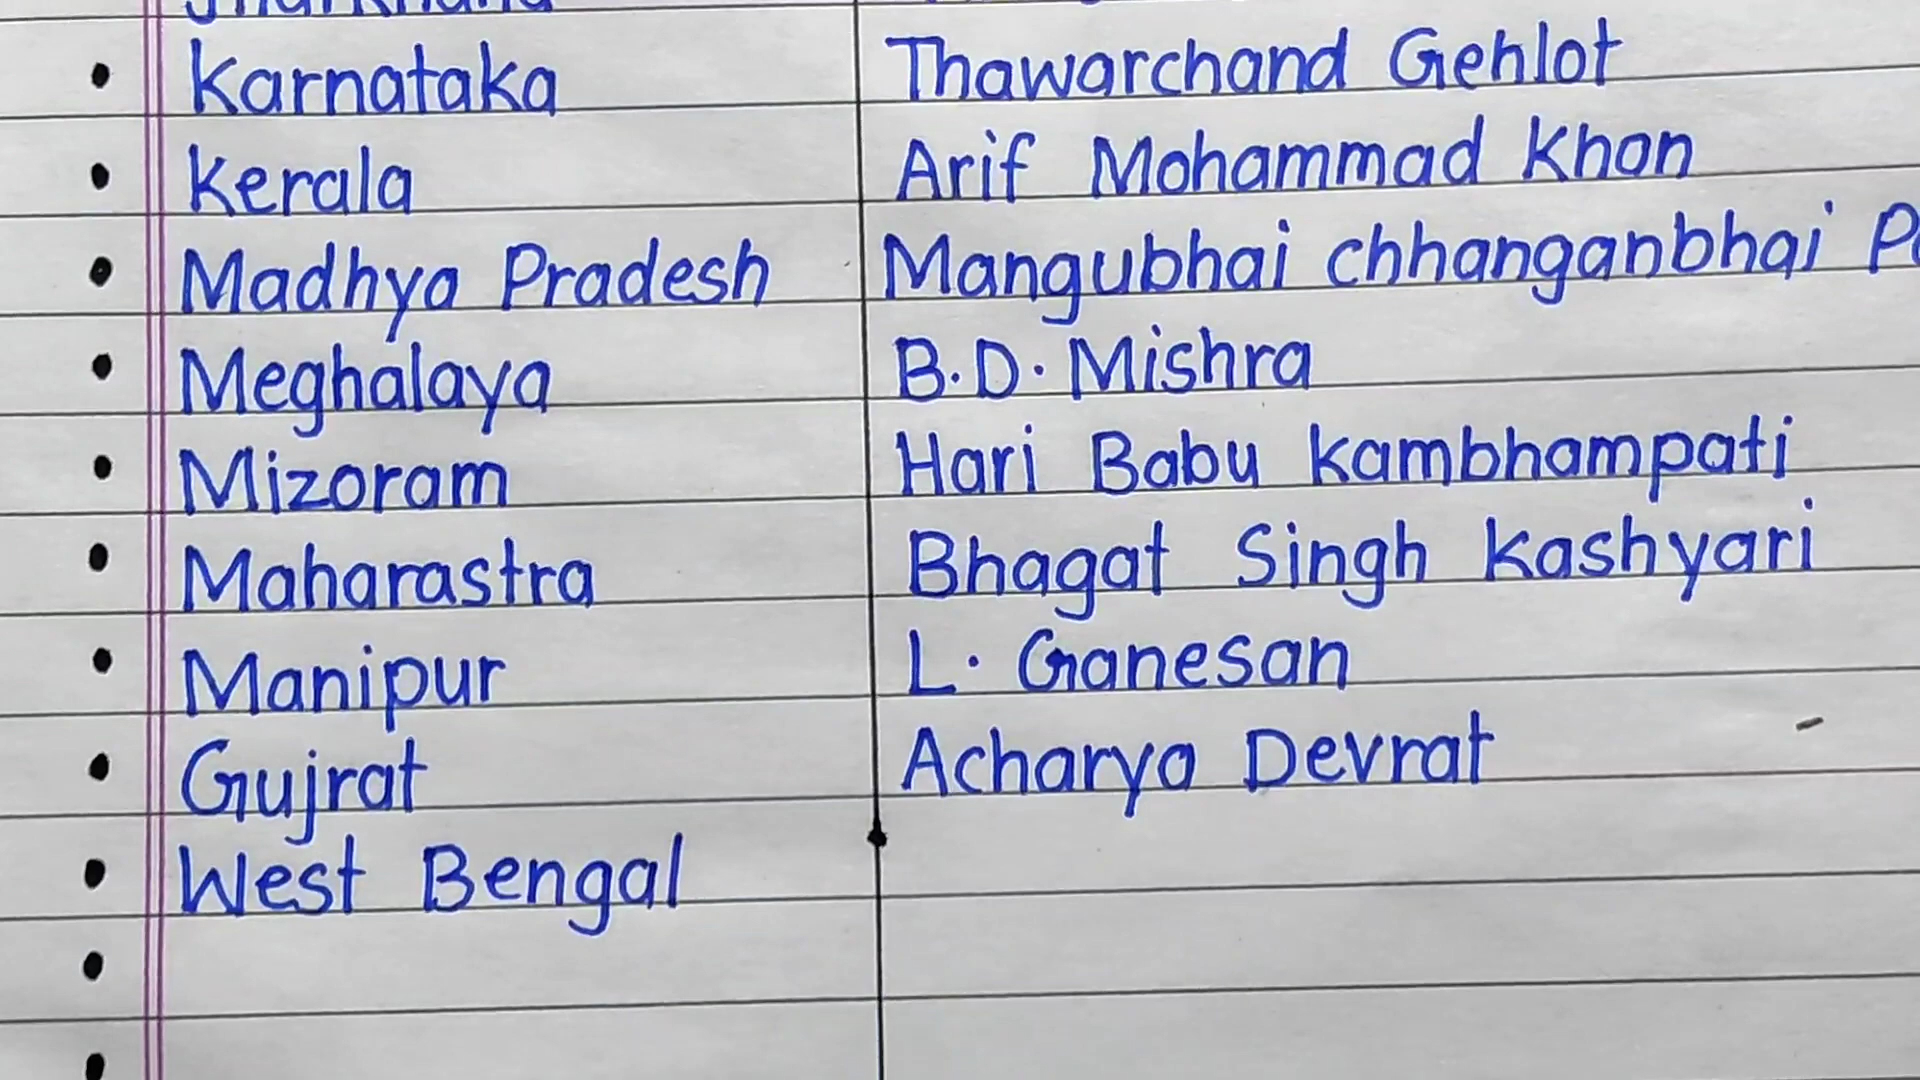 Karnataka Thawarchand Gehlot
Kerala Arif Mohammad Khan
Madhya Pradesh Mangubhai chhanganbhai
Meghalaya B.D. Mishra
Mizoram Hari Babu Kambhampati
Maharastra Bhagat Singh Kashyari
Manipur L. Ganesan
Gujrat Acharya Devrat
West Bengal